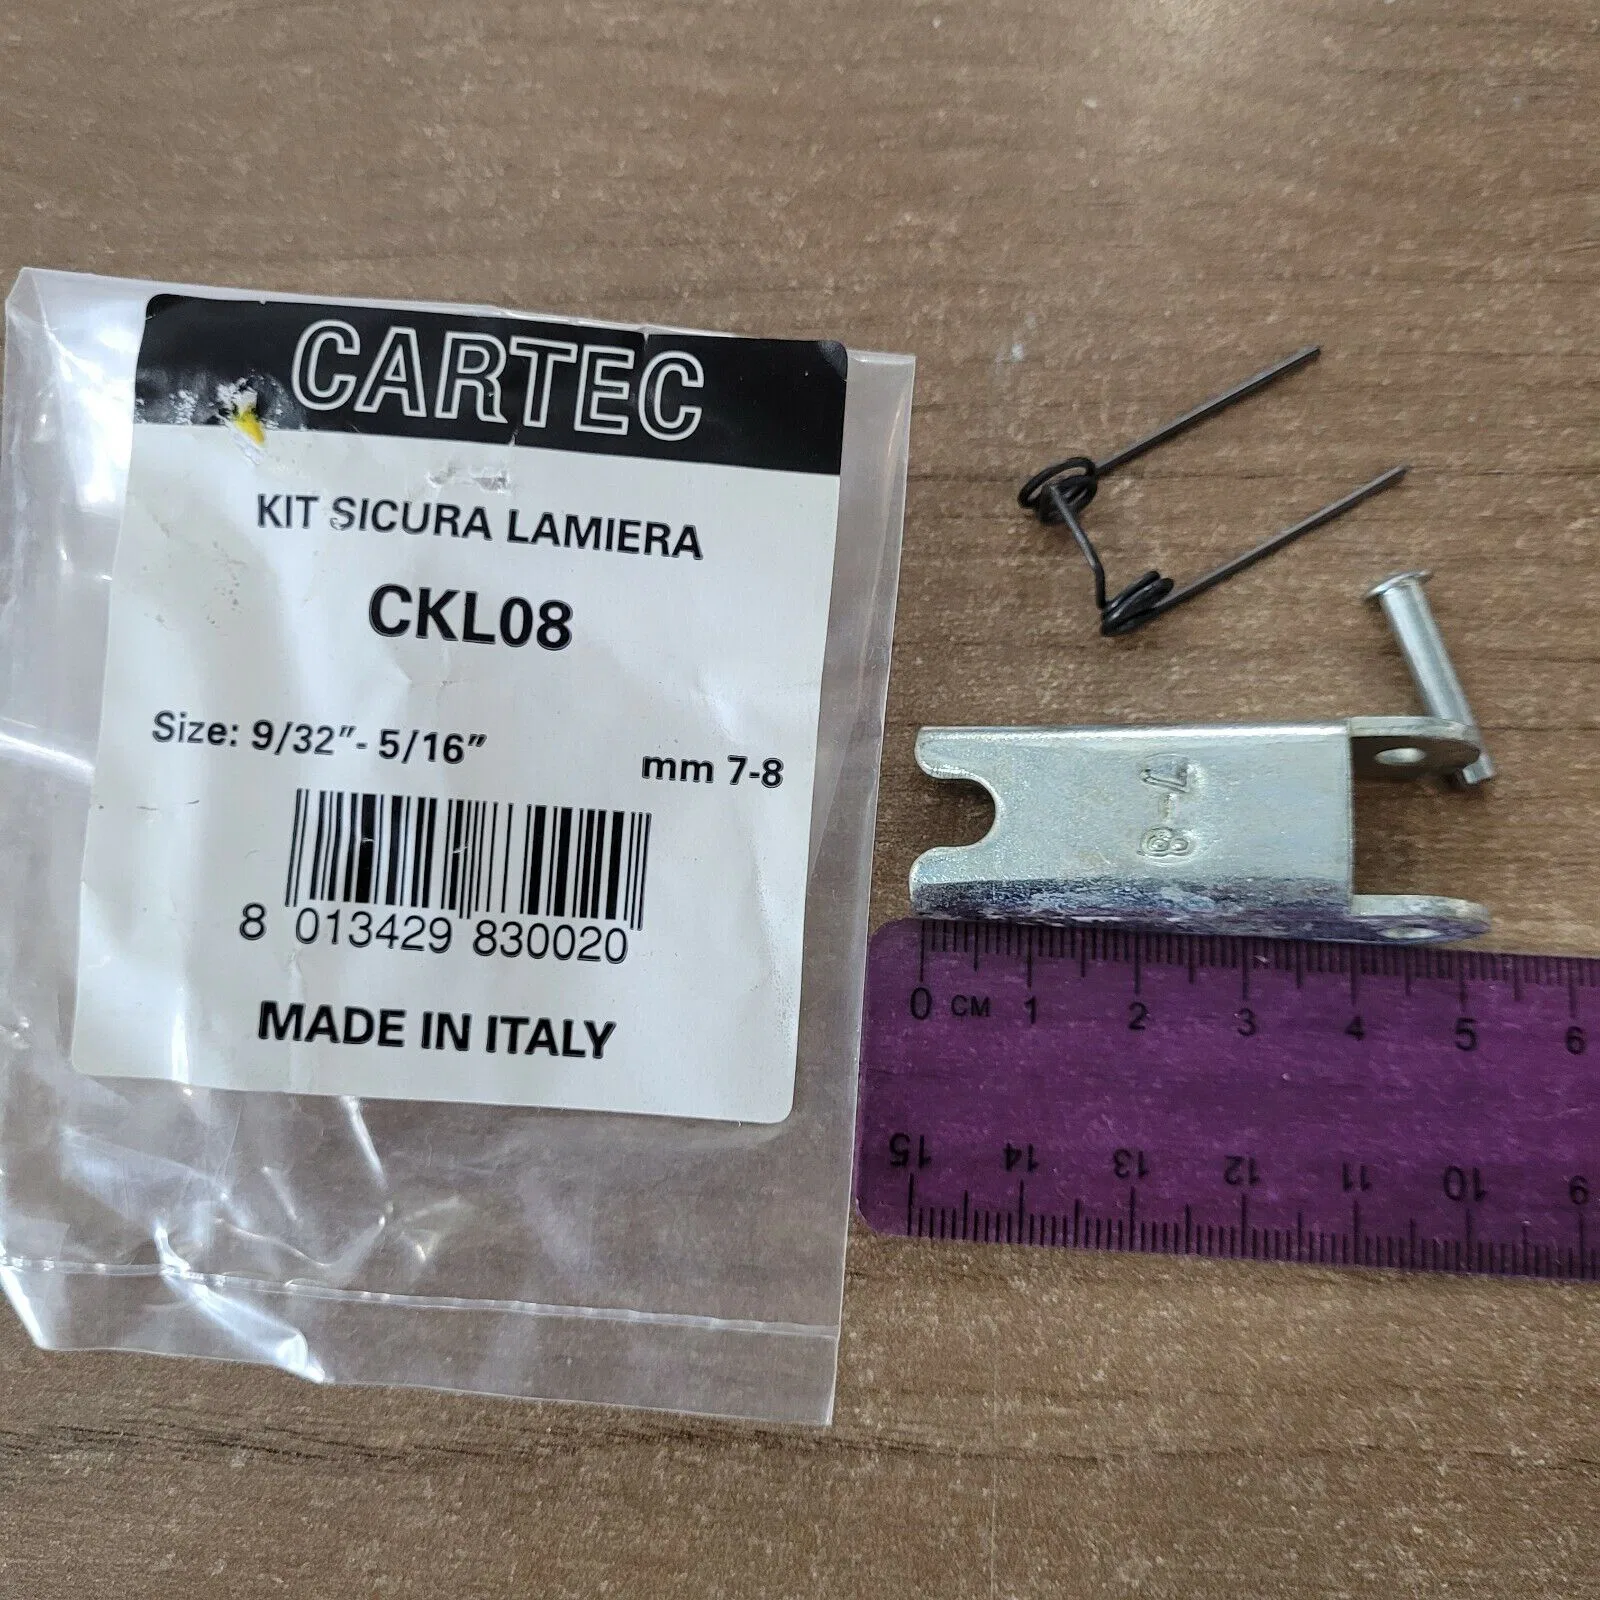 CARTEC
KIT SICURA LAMIERA
CKL08
Size: 9/32"- 5/16"
mm 7-8
8 013429 830020
MADE IN ITALY
7-8
0 CM 1 2 3 4 5 6
15 14 13 12 11 10 9